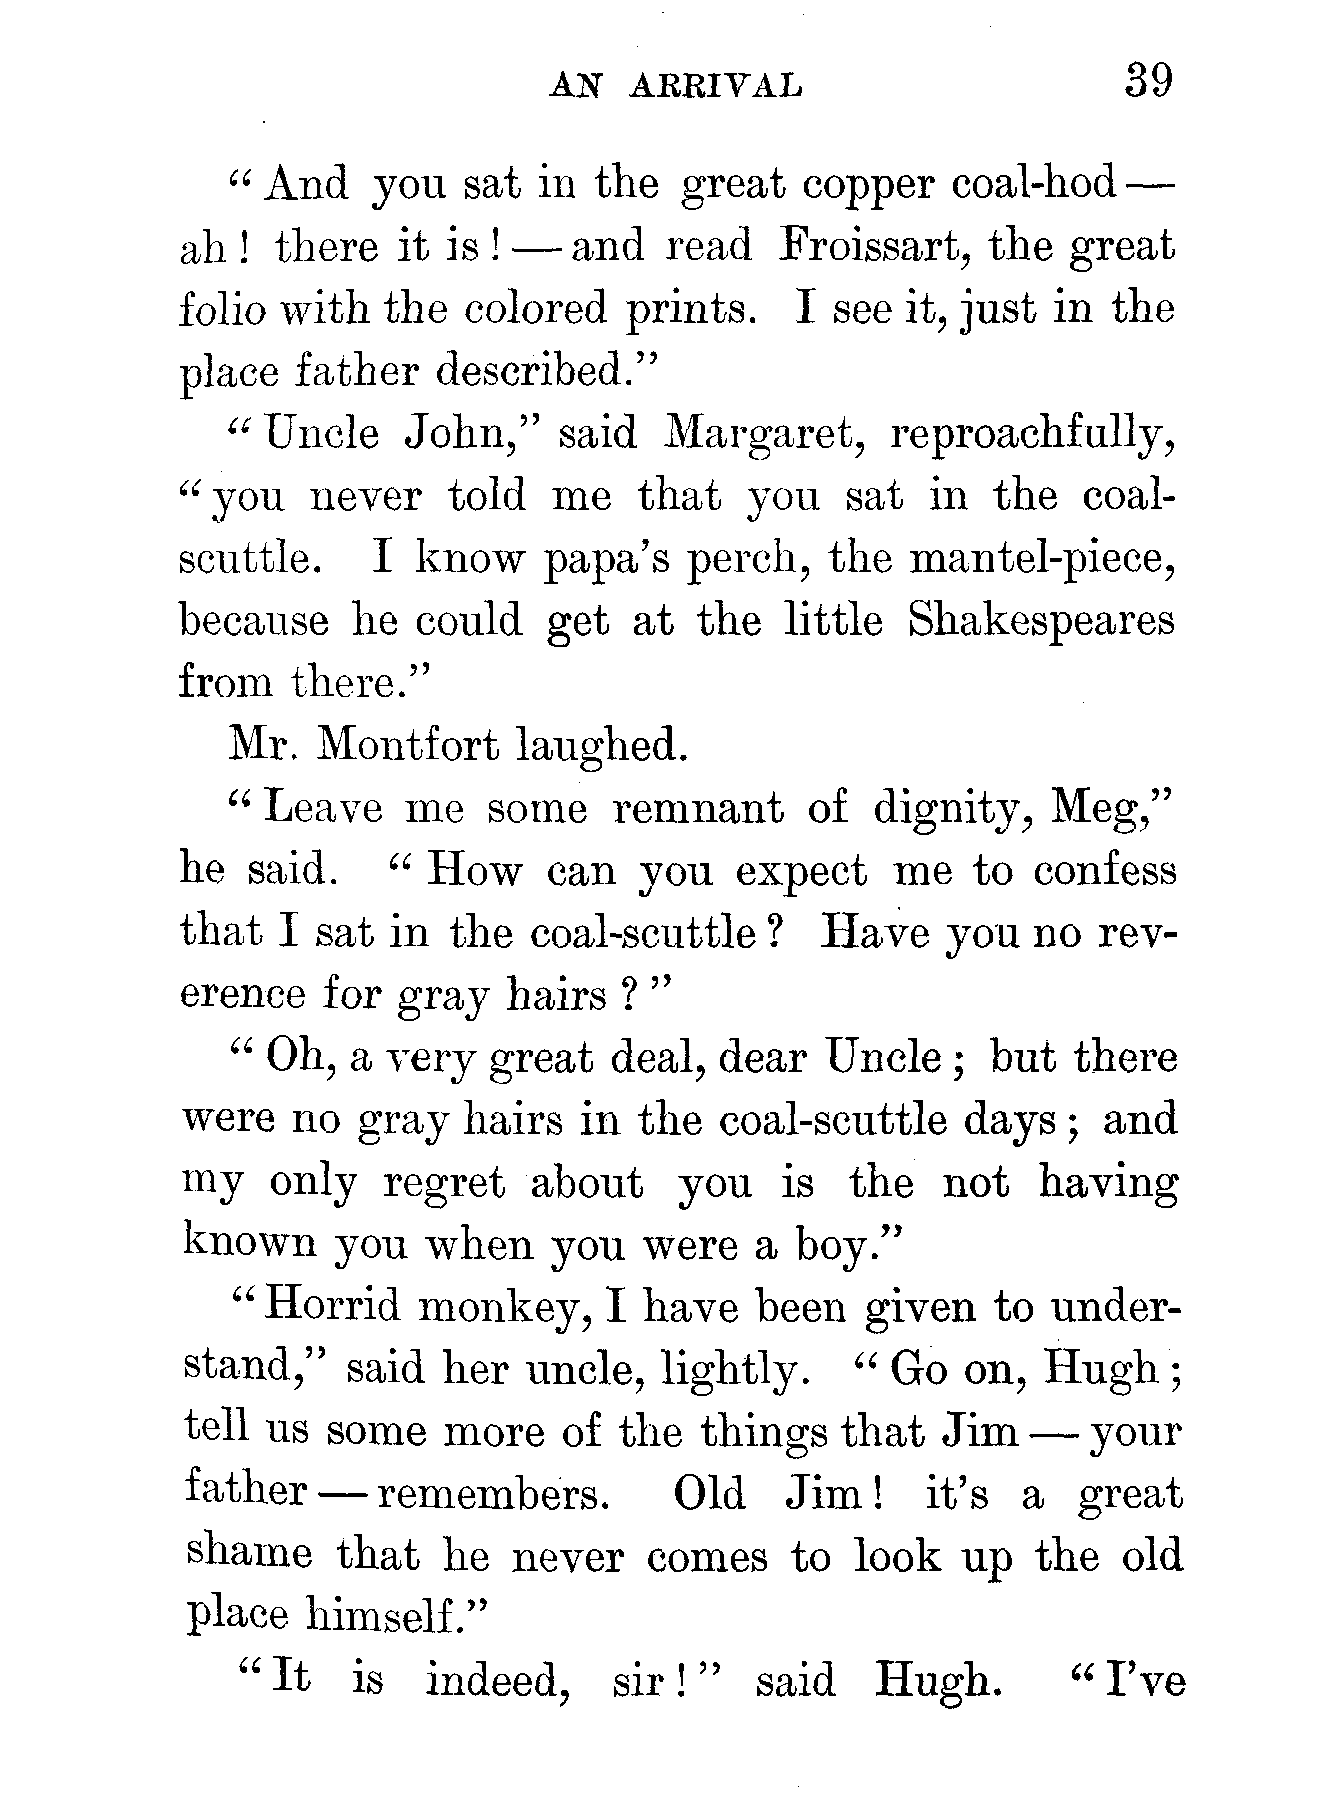 AN ARRIVAL 39
“ And you sat in the great copper coal-hod —
ah ! there it is ! — and read Froissart, the great
folio with the colored prints. I see it, just in the
place father described.”
“ Uncle John,” said Margaret, reproachfully,
“ you never told me that you sat in the coal-
scuttle. I know papa’s perch, the mantel-piece,
because he could get at the little Shakespeares
from there.”
Mr. Montfort laughed.
“ Leave me some remnant of dignity, Meg,”
he said. “ How can you expect me to confess
that I sat in the coal-scuttle ? Have you no rev-
erence for gray hairs ? ”
“ Oh, a very great deal, dear Uncle ; but there
were no gray hairs in the coal-scuttle days ; and
my only regret about you is the not having
known you when you were a boy.”
“ Horrid monkey, I have been given to under-
stand,” said her uncle, lightly. “ Go on, Hugh ;
tell us some more of the things that Jim — your
father — remembers. Old Jim ! it’s a great
shame that he never comes to look up the old
place himself.”
“ It is indeed, sir ! ” said Hugh. “ I’ve